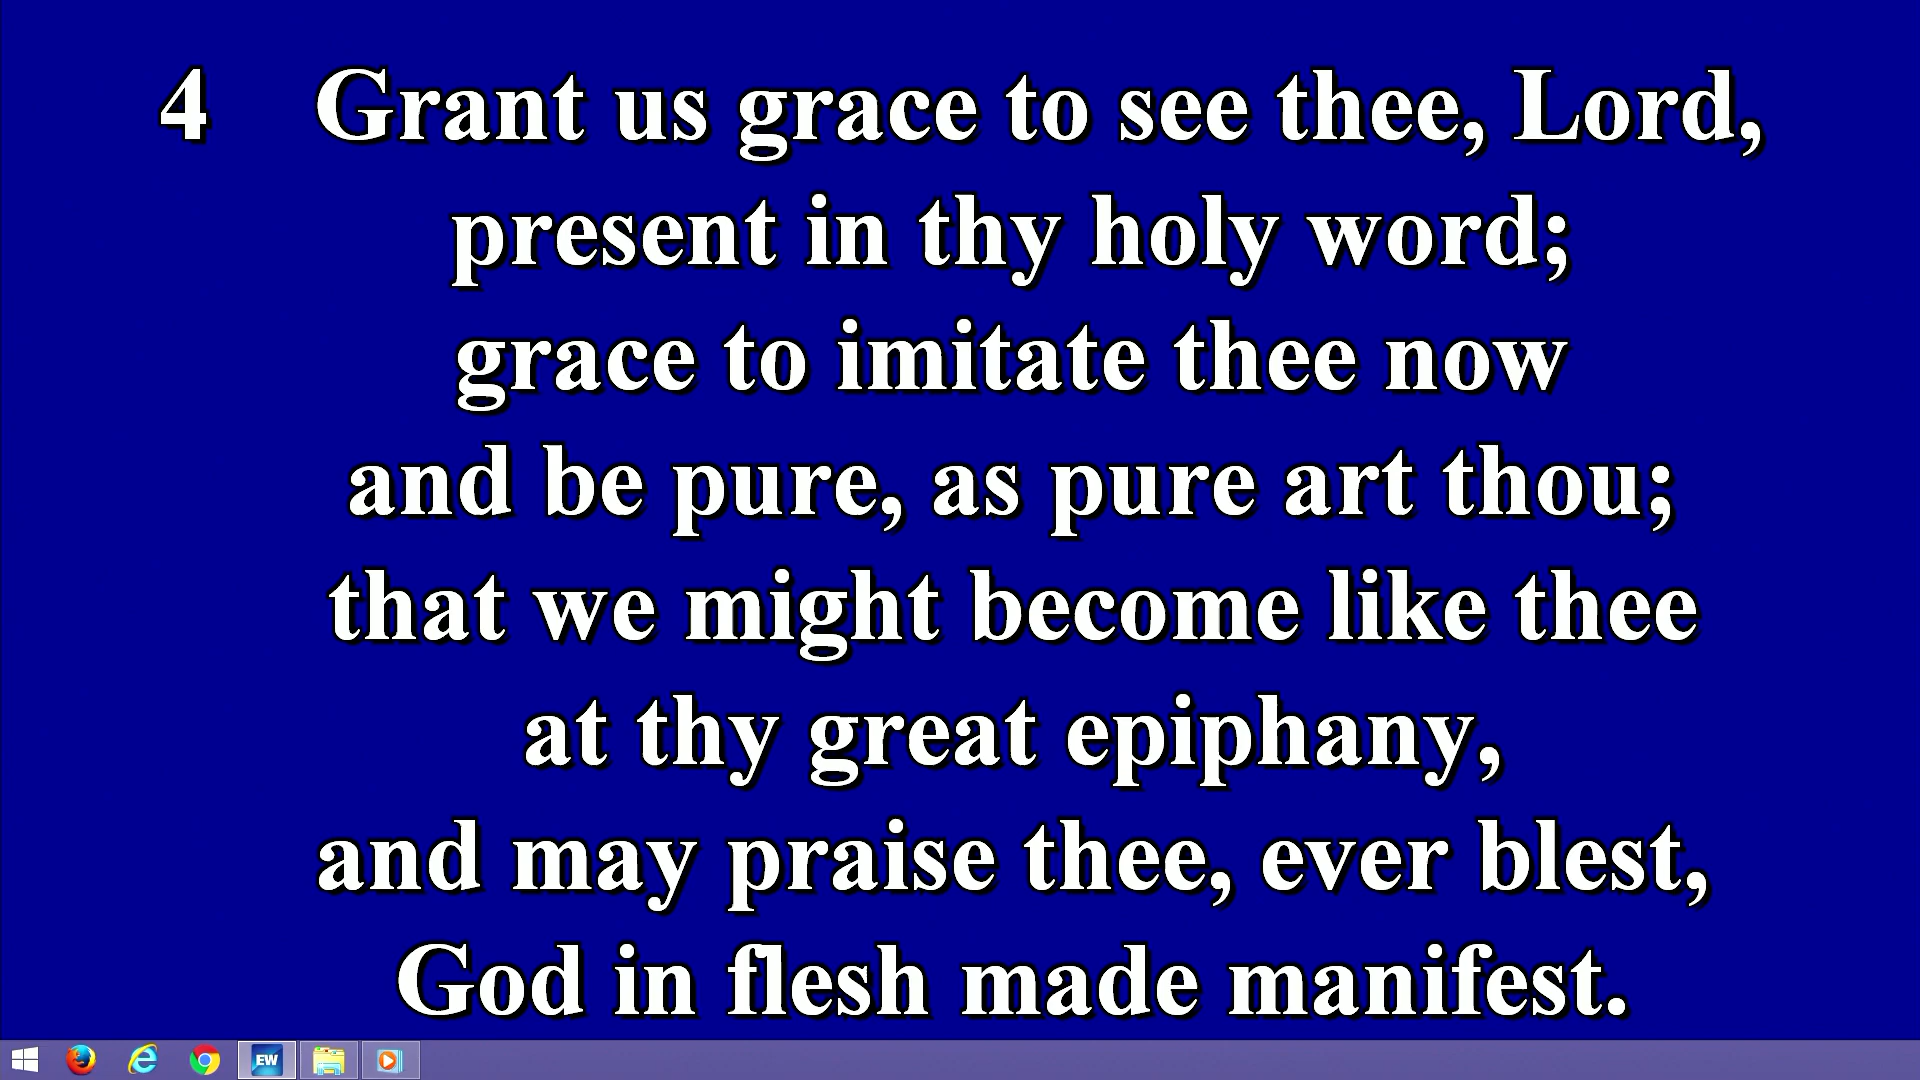 4 Grant us grace to see thee, Lord,
present in thy holy word;
grace to imitate thee now
and be pure, as pure art thou;
that we might become like thee
at thy great epiphany,
and may praise thee, ever blest,
God in flesh made manifest.
EW